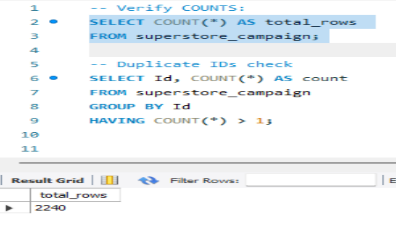 1 -- Verify COUNTS:
2 SELECT COUNT(*) AS total_rows
3 FROM superstore_campaign;
4
5 -- Duplicate IDs check
6 SELECT Id, COUNT(*) AS count
7 FROM superstore_campaign
8 GROUP BY Id
9 HAVING COUNT(*) > 1;
10
11
Result Grid Filter Rows: E
total_rows
2240